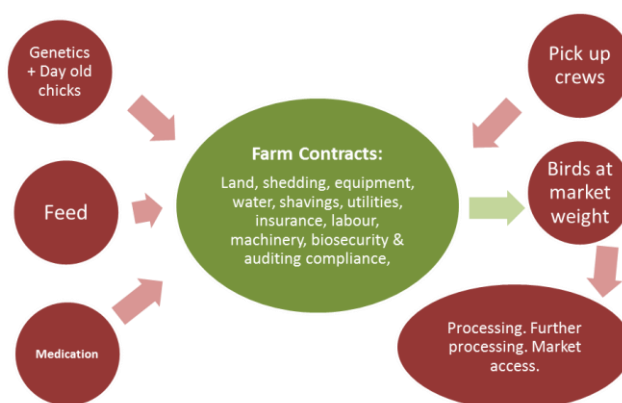 Genetics
+ Day old
chicks
Feed
Medication
Farm Contracts:
Land, shedding, equipment,
water, shavings, utilities,
insurance, labour,
machinery, biosecurity &
auditing compliance,
Pick up
crews
Birds at
market
weight
Processing. Further
processing. Market
access.